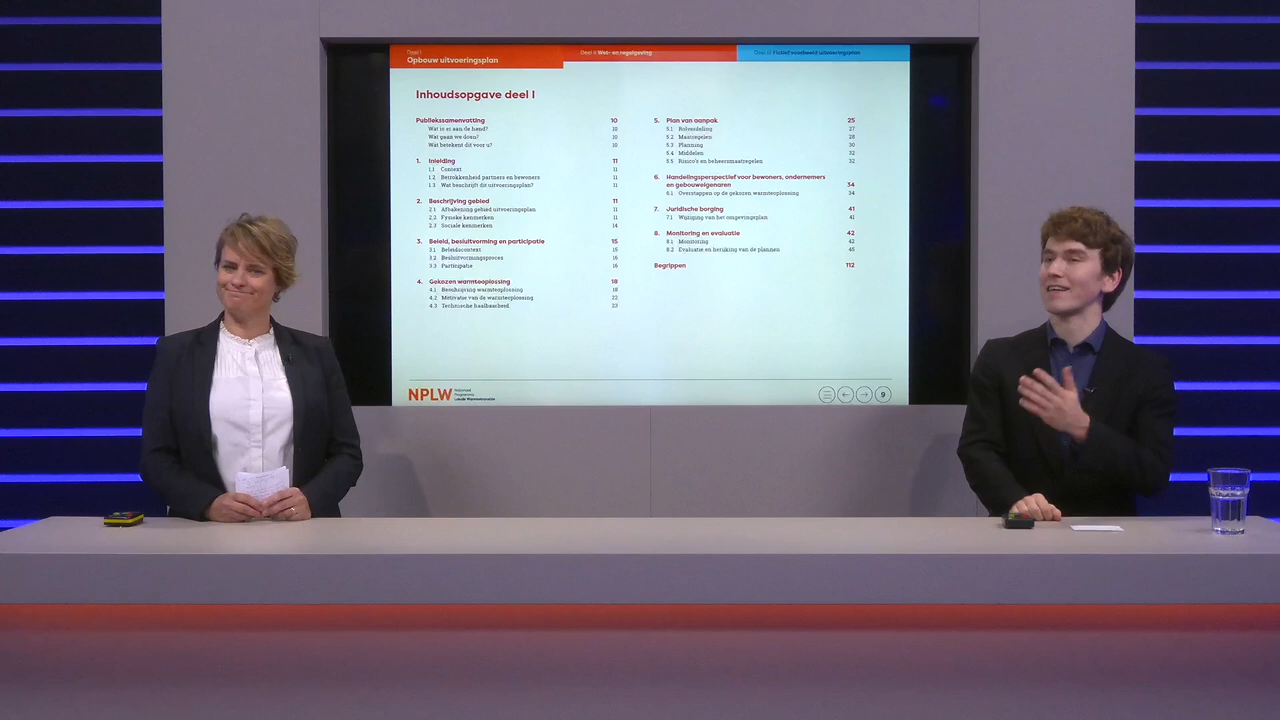 Deel I
Opbouw uitvoeringsplan
Deel II Wet- en regelgeving
Deel III Fictief voorbeeld uitvoeringsplan
Inhoudsopgave deel I
Publiekssamenvatting 10
Wat is er aan de hand? 10
Wat gaan we doen? 10
Wat betekent dit voor u? 10
1. Inleiding 11
1.1 Context 11
1.2 Betrokkenheid partners en bewoners 11
1.3 Wat beschrijft dit uitvoeringsplan? 11
2. Beschrijving gebied 11
2.1 Afbakening gebied uitvoeringsplan 11
2.2 Fysieke kenmerken 11
2.3 Sociale kenmerken 14
3. Beleid, besluitvorming en participatie 15
3.1 Beleidscontext 15
3.2 Besluitvormingsproces 16
3.3 Participatie 16
4. Gekozen warmteoplossing 18
4.1 Beschrijving warmteoplossing 18
4.2 Motivatie van de warmteoplossing 22
4.3 Technische haalbaarheid 23
5. Plan van aanpak 25
5.1 Rolverdeling 27
5.2 Maatregelen 28
5.3 Planning 30
5.4 Middelen 32
5.5 Risico's en beheersmaatregelen 32
6. Handelingsperspectief voor bewoners, ondernemers
en gebouweigenaren 34
6.1 Overstappen op de gekozen warmteoplossing 34
7. Juridische borging 41
7.1 Wijziging van het omgevingsplan 41
8. Monitoring en evaluatie 42
8.1 Monitoring 42
8.2 Evaluatie en herijking van de plannen 45
Begrippen 112
NPLW
Nationaal
Programma
Lokale Warmtetransitie
9